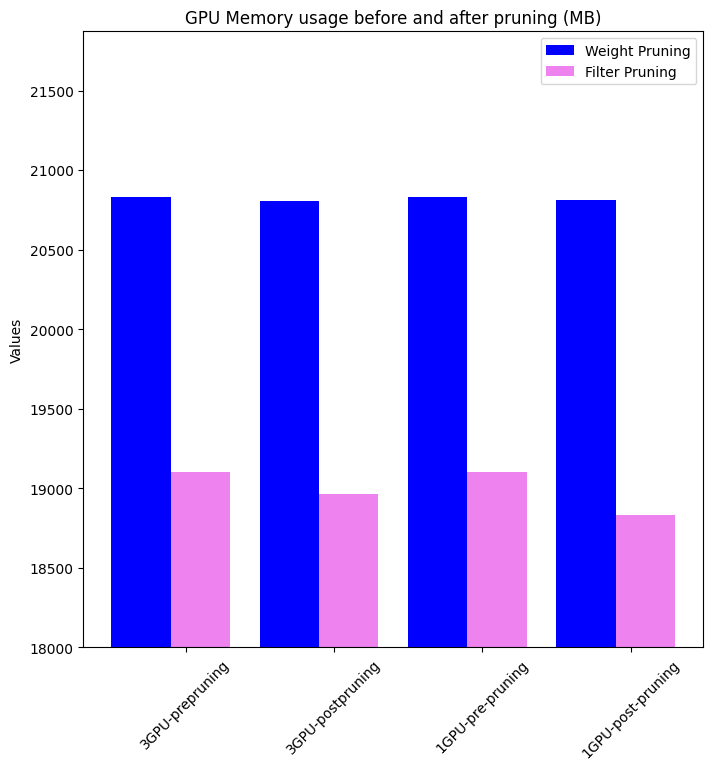 GPU Memory usage before and after pruning (MB)
Weight Pruning
Filter Pruning
Values
21500
21000
20500
20000
19500
19000
18500
18000
3GPU-prepruning
3GPU-postpruning
1GPU-pre-pruning
1GPU-post-pruning